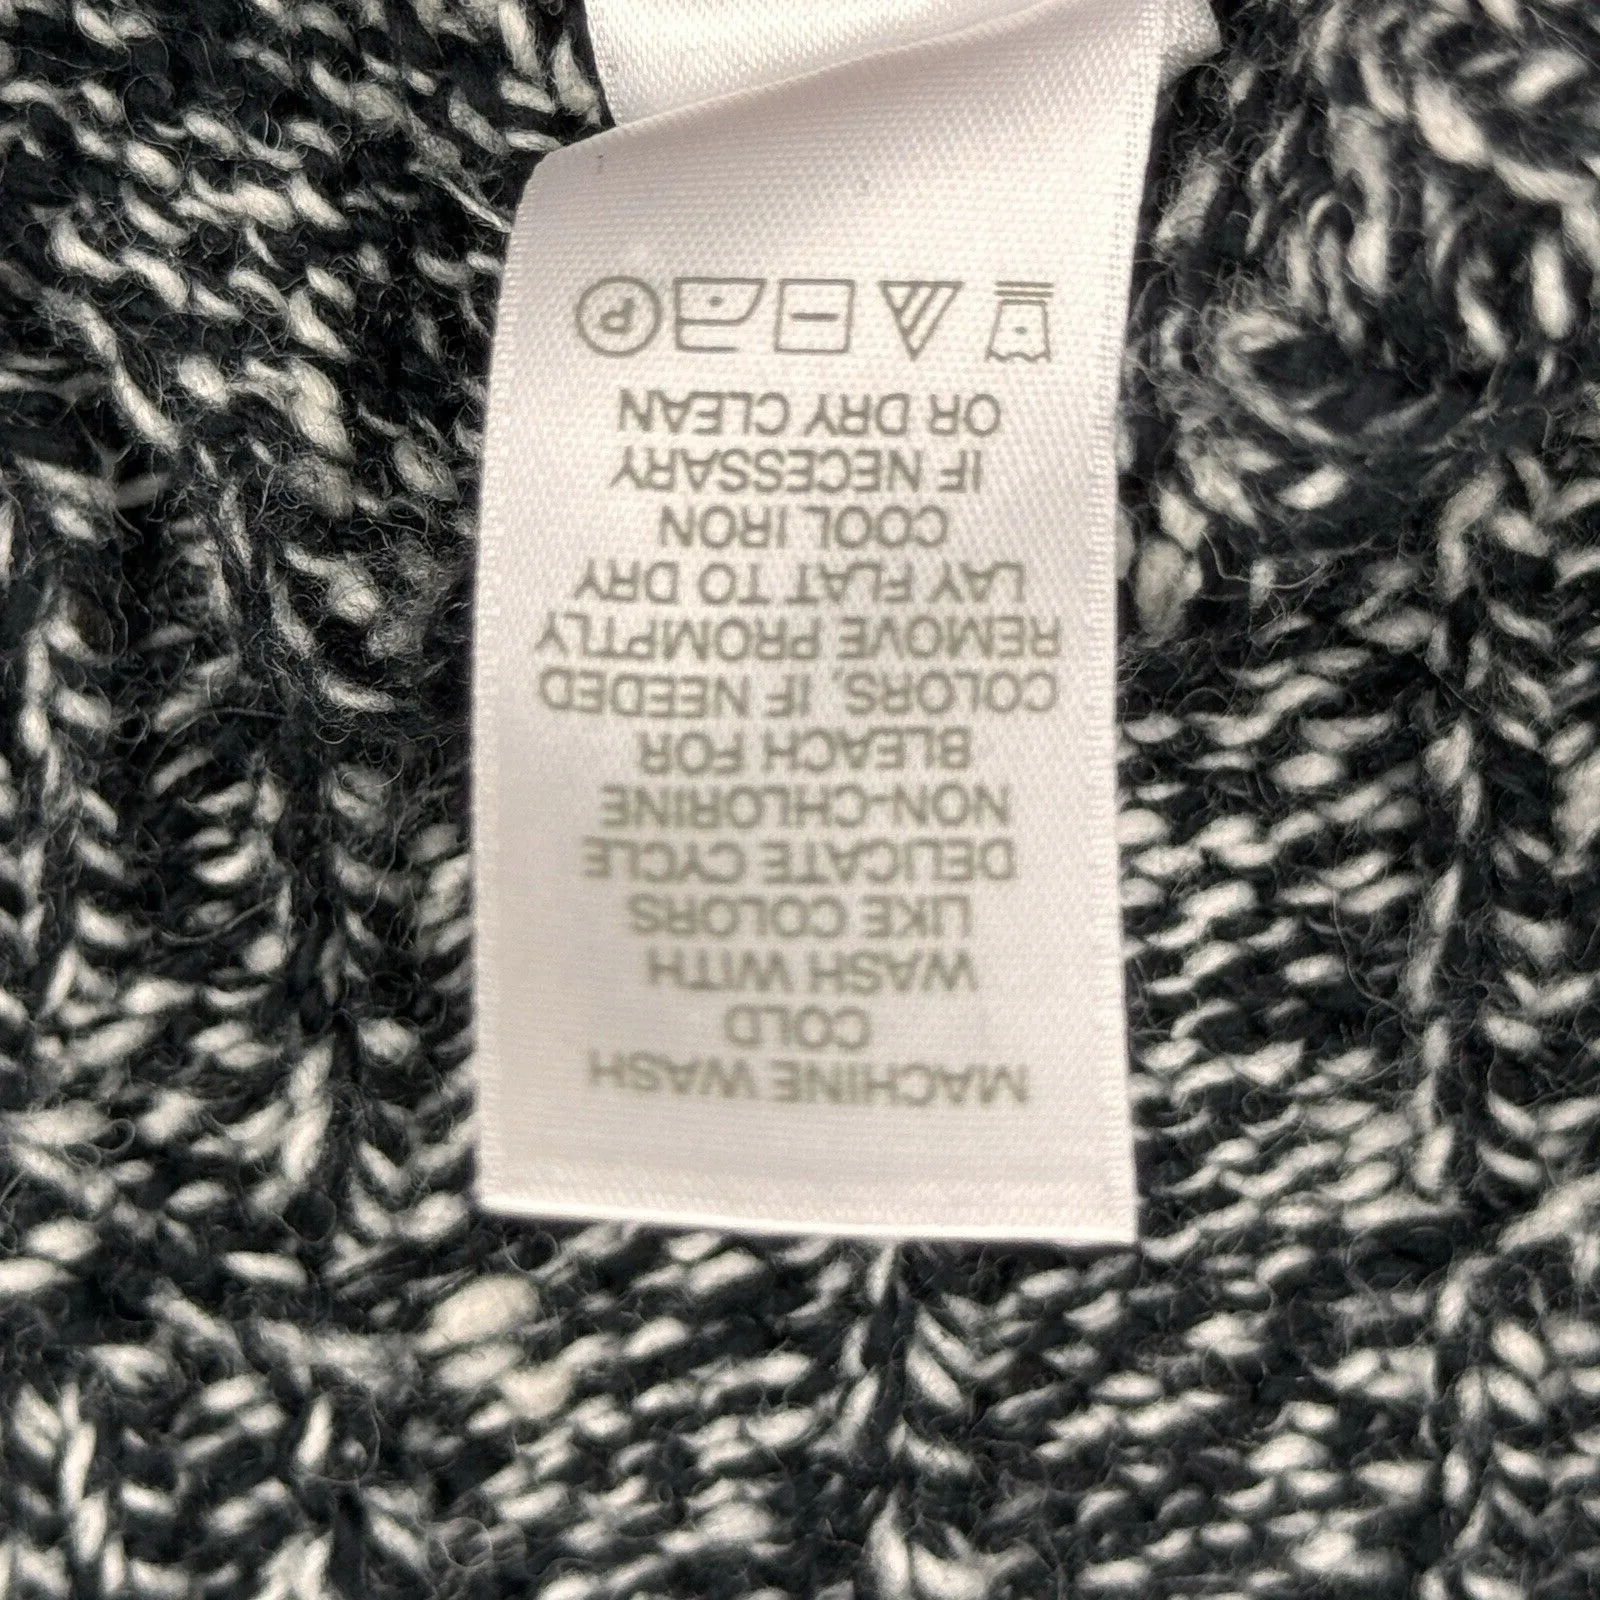 MACHINE WASH
COLD
WASH WITH
LIKE COLORS
DELICATE CYCLE
NON-CHLORINE
BLEACH FOR
COLORS, IF NEEDED
REMOVE PROMPTLY
LAY FLAT TO DRY
COOL IRON
IF NECESSARY
OR DRY CLEAN
P